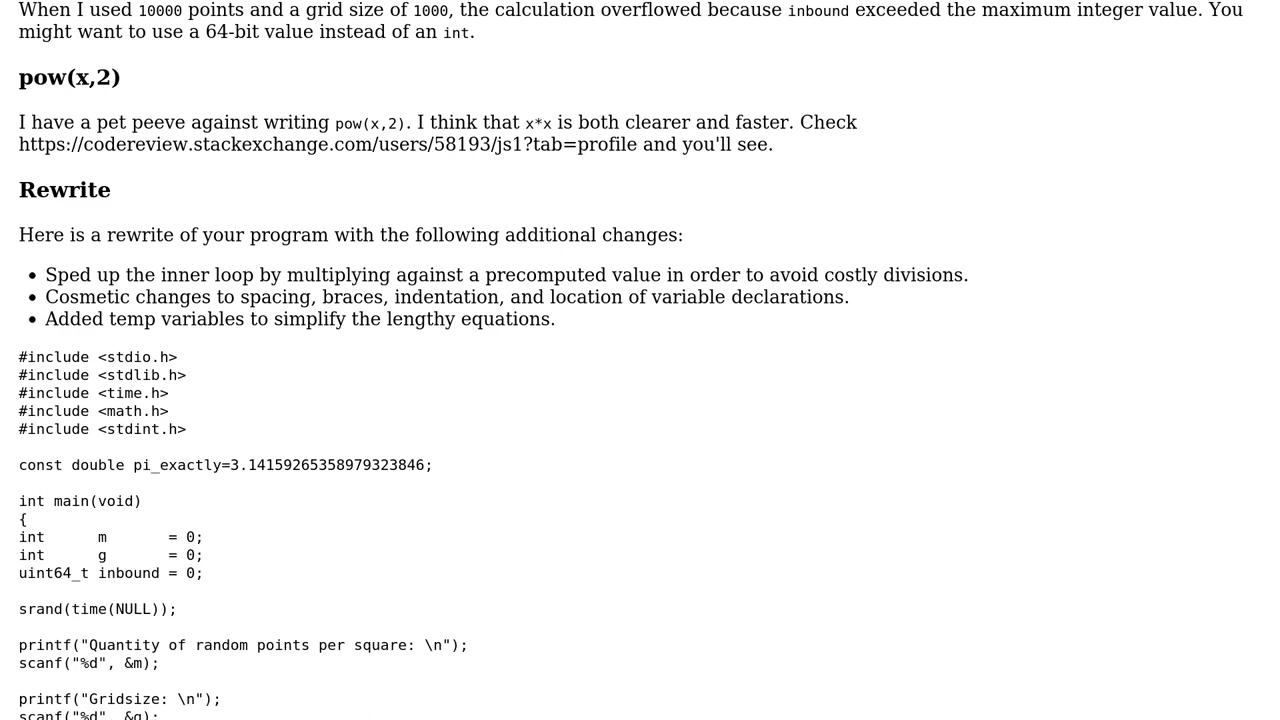 When I used 10000 points and a grid size of 1000, the calculation overflowed because inbound exceeded the maximum integer value. You
might want to use a 64-bit value instead of an int.
pow(x,2)
I have a pet peeve against writing pow(x,2). I think that x*x is both clearer and faster. Check
https://codereview.stackexchange.com/users/58193/js1?tab=profile and you'll see.
Rewrite
Here is a rewrite of your program with the following additional changes:
• Sped up the inner loop by multiplying against a precomputed value in order to avoid costly divisions.
• Cosmetic changes to spacing, braces, indentation, and location of variable declarations.
• Added temp variables to simplify the lengthy equations.
#include <stdio.h>
#include <stdlib.h>
#include <time.h>
#include <math.h>
#include <stdint.h>
const double pi_exactly=3.14159265358979323846;
int main(void)
{
int      m       = 0;
int      g       = 0;
uint64_t inbound = 0;
srand(time(NULL));
printf("Quantity of random points per square: \n");
scanf("%d", &m);
printf("Gridsize: \n");
scanf("%d", &g);